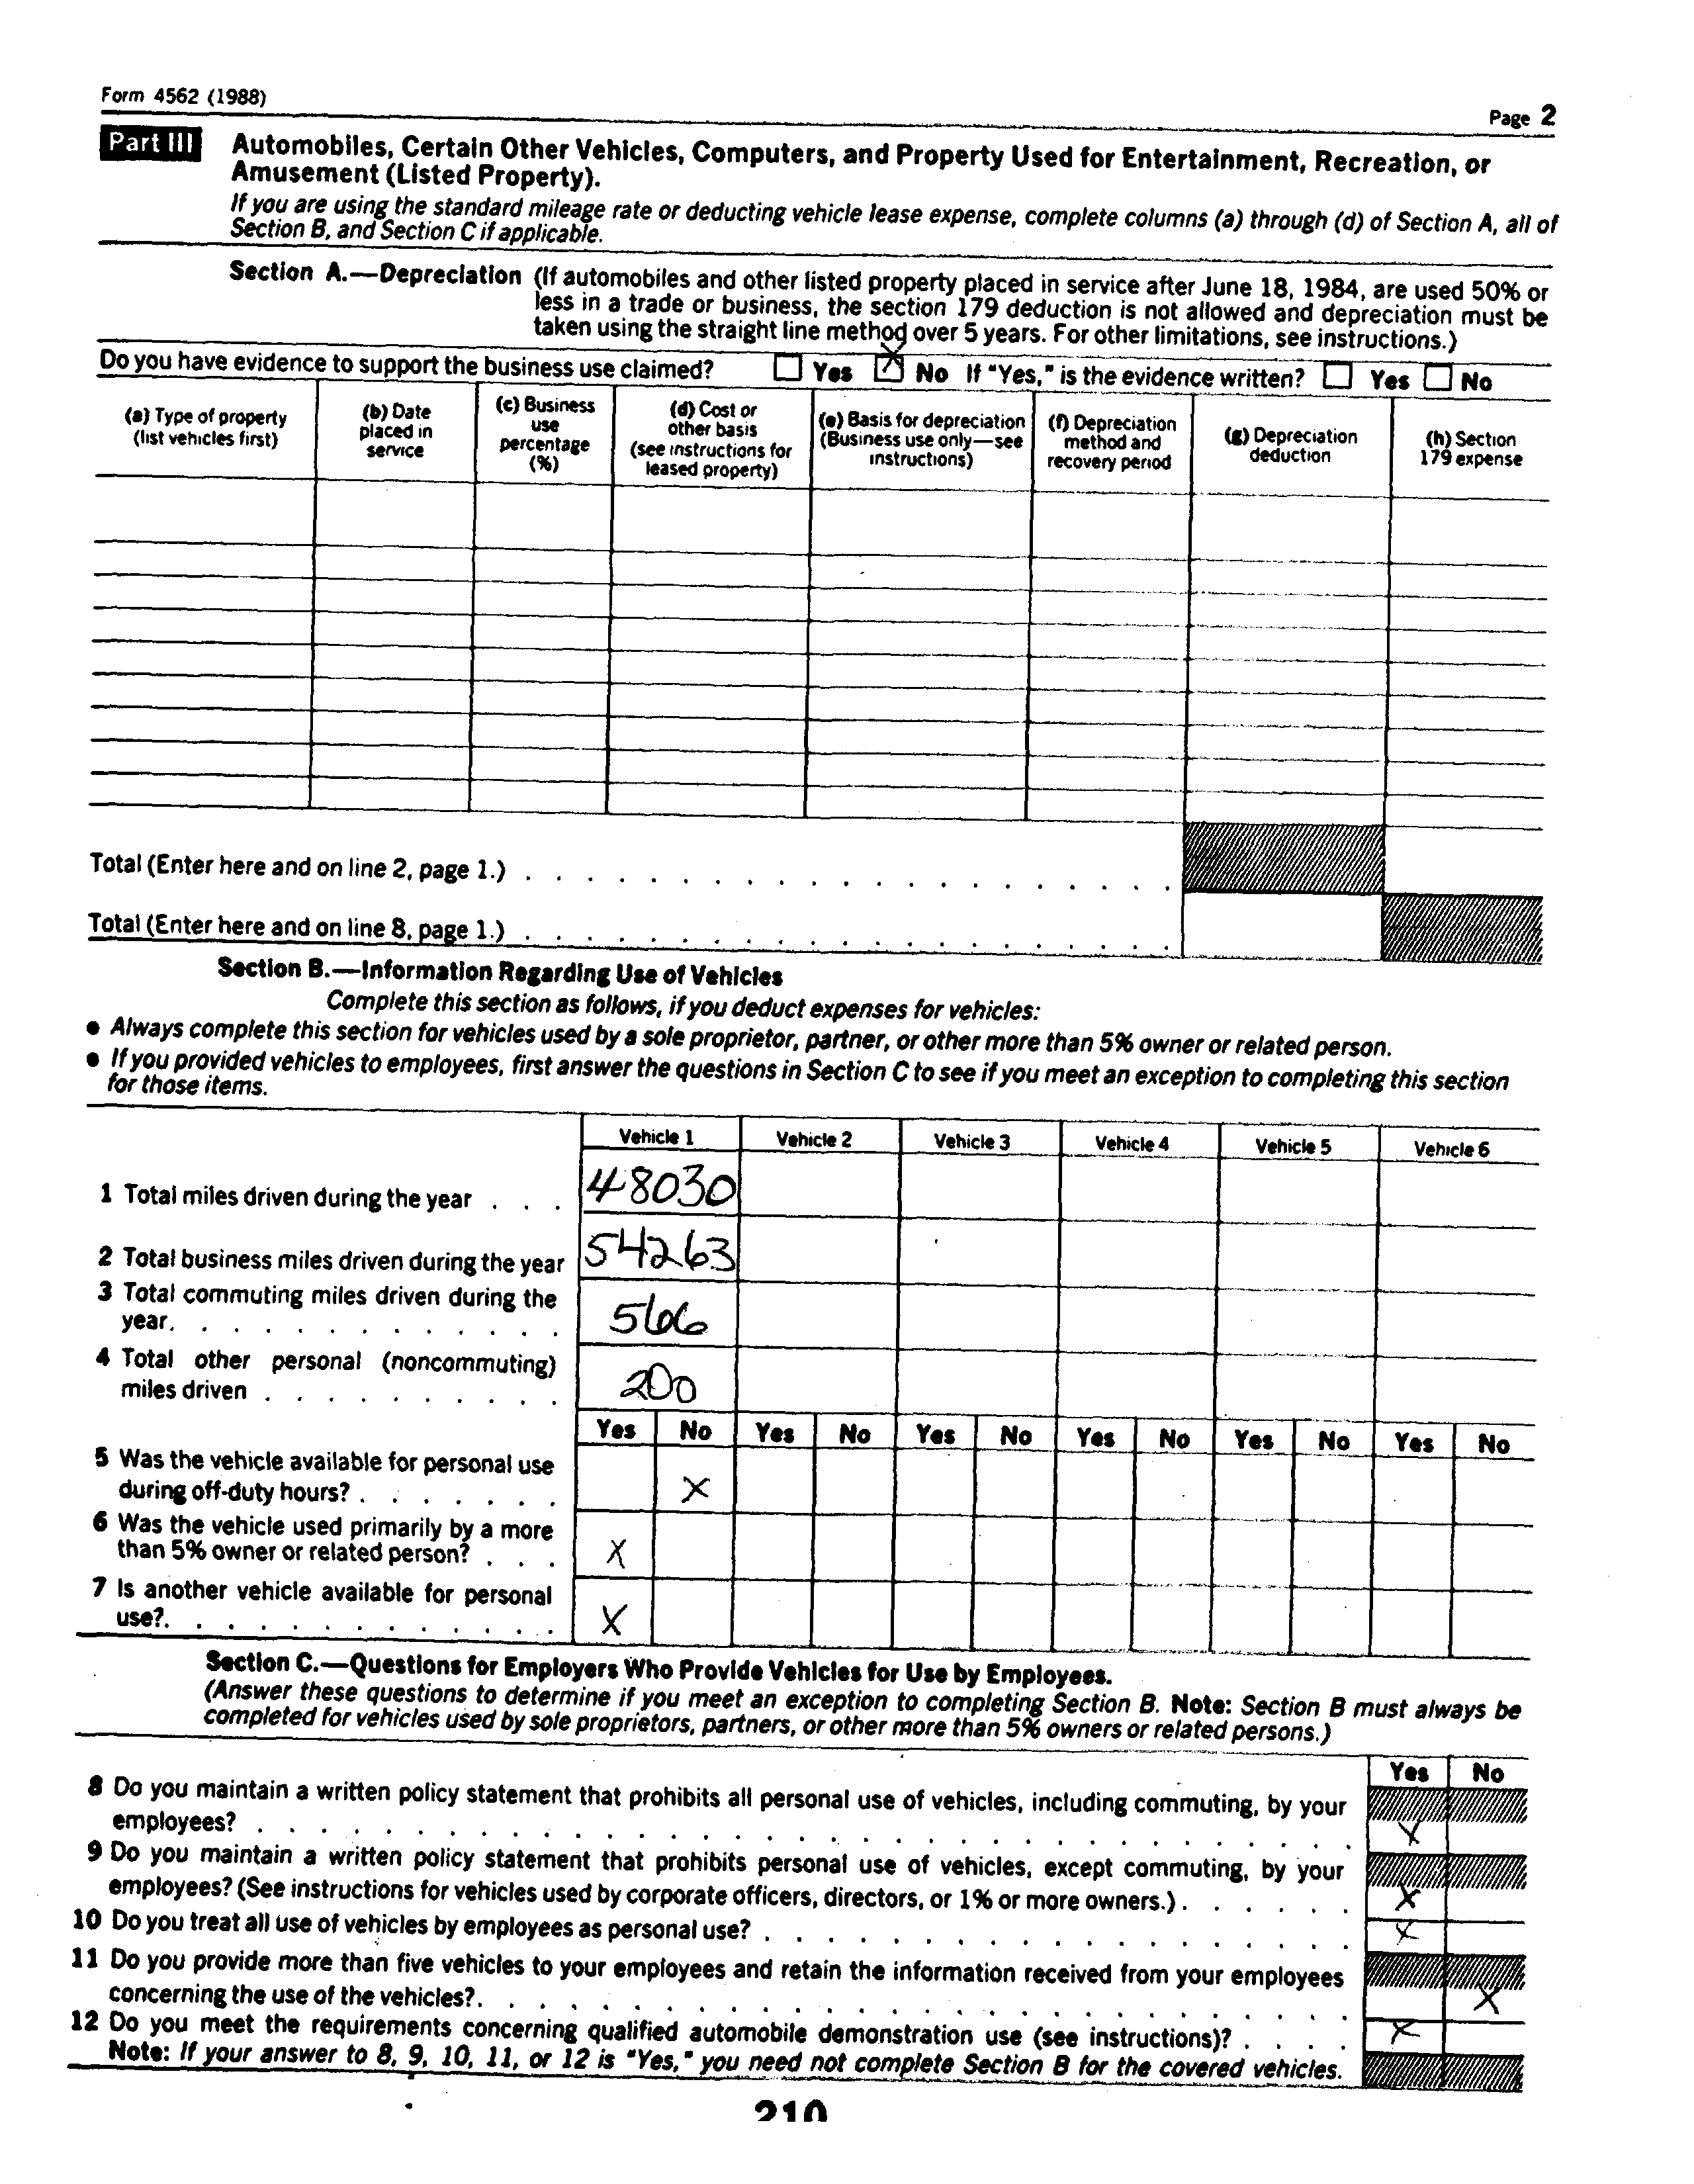 Form 4562 (1988)
Page 2
Part III Automobiles, Certain Other Vehicles, Computers, and Property Used for Entertainment, Recreation, or
Amusement (Listed Property).
If you are using the standard mileage rate or deducting vehicle lease expense, complete columns (a) through (d) of Section A, all of
Section B, and Section C if applicable.
Section A.—Depreciation (If automobiles and other listed property placed in service after June 18, 1984, are used 50% or
less in a trade or business, the section 179 deduction is not allowed and depreciation must be
taken using the straight line method over 5 years. For other limitations, see instructions.)
Do you have evidence to support the business use claimed? Yes X No If "Yes," is the evidence written? Yes No
(a) Type of property
(list vehicles first)
(b) Date
placed in
service
(c) Business
use
percentage
(%)
(d) Cost or
other basis
(see instructions for
leased property)
(e) Basis for depreciation
(Business use only—see
instructions)
(f) Depreciation
method and
recovery period
(g) Depreciation
deduction
(h) Section
179 expense
Total (Enter here and on line 2, page 1.) . . . . . . . . . . . . . . . . . . . . .
Total (Enter here and on line 8, page 1.) . . . . . . . . . . . . . . . . . . . . .
Section B.—Information Regarding Use of Vehicles
Complete this section as follows, if you deduct expenses for vehicles:
● Always complete this section for vehicles used by a sole proprietor, partner, or other more than 5% owner or related person.
● If you provided vehicles to employees, first answer the questions in Section C to see if you meet an exception to completing this section
for those items.
Vehicle 1 Vehicle 2 Vehicle 3 Vehicle 4 Vehicle 5 Vehicle 6
1 Total miles driven during the year . . . 48030
2 Total business miles driven during the year 54263
3 Total commuting miles driven during the
year. . . . . . . . . . . . . . 566
4 Total other personal (noncommuting)
miles driven . . . . . . . . . . 200
Yes No Yes No Yes No Yes No Yes No Yes No
5 Was the vehicle available for personal use
during off-duty hours? . . . . . . . X
6 Was the vehicle used primarily by a more
than 5% owner or related person? . . . X
7 Is another vehicle available for personal
use?. . . . . . . . . . . . . . X
Section C.—Questions for Employers Who Provide Vehicles for Use by Employees.
(Answer these questions to determine if you meet an exception to completing Section B. Note: Section B must always be
completed for vehicles used by sole proprietors, partners, or other more than 5% owners or related persons.)
Yes No
8 Do you maintain a written policy statement that prohibits all personal use of vehicles, including commuting, by your
employees? . . . . . . . . . . . . . . . . . . . . . . . . . . . . . . . . . . . X
9 Do you maintain a written policy statement that prohibits personal use of vehicles, except commuting, by your
employees? (See instructions for vehicles used by corporate officers, directors, or 1% or more owners.) . . . . . . X
10 Do you treat all use of vehicles by employees as personal use? . . . . . . . . . . . . . . . . . . . X
11 Do you provide more than five vehicles to your employees and retain the information received from your employees
concerning the use of the vehicles?. . . . . . . . . . . . . . . . . . . . . . . . . . . . X
12 Do you meet the requirements concerning qualified automobile demonstration use (see instructions)? . . . . X
Note: If your answer to 8, 9, 10, 11, or 12 is "Yes," you need not complete Section B for the covered vehicles.
210